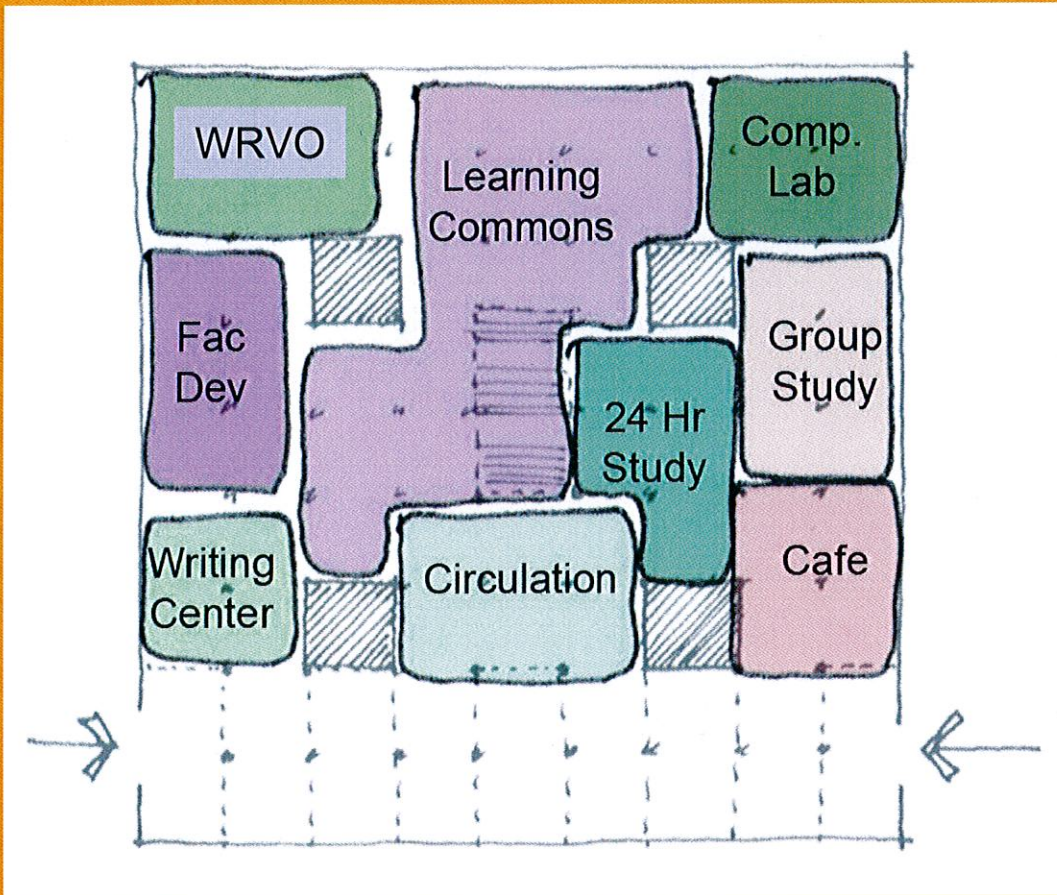 WRVO
Learning
Commons
Comp.
Lab
Fac
Dev
Group
Study
24 Hr
Study
Writing
Center
Circulation
Cafe